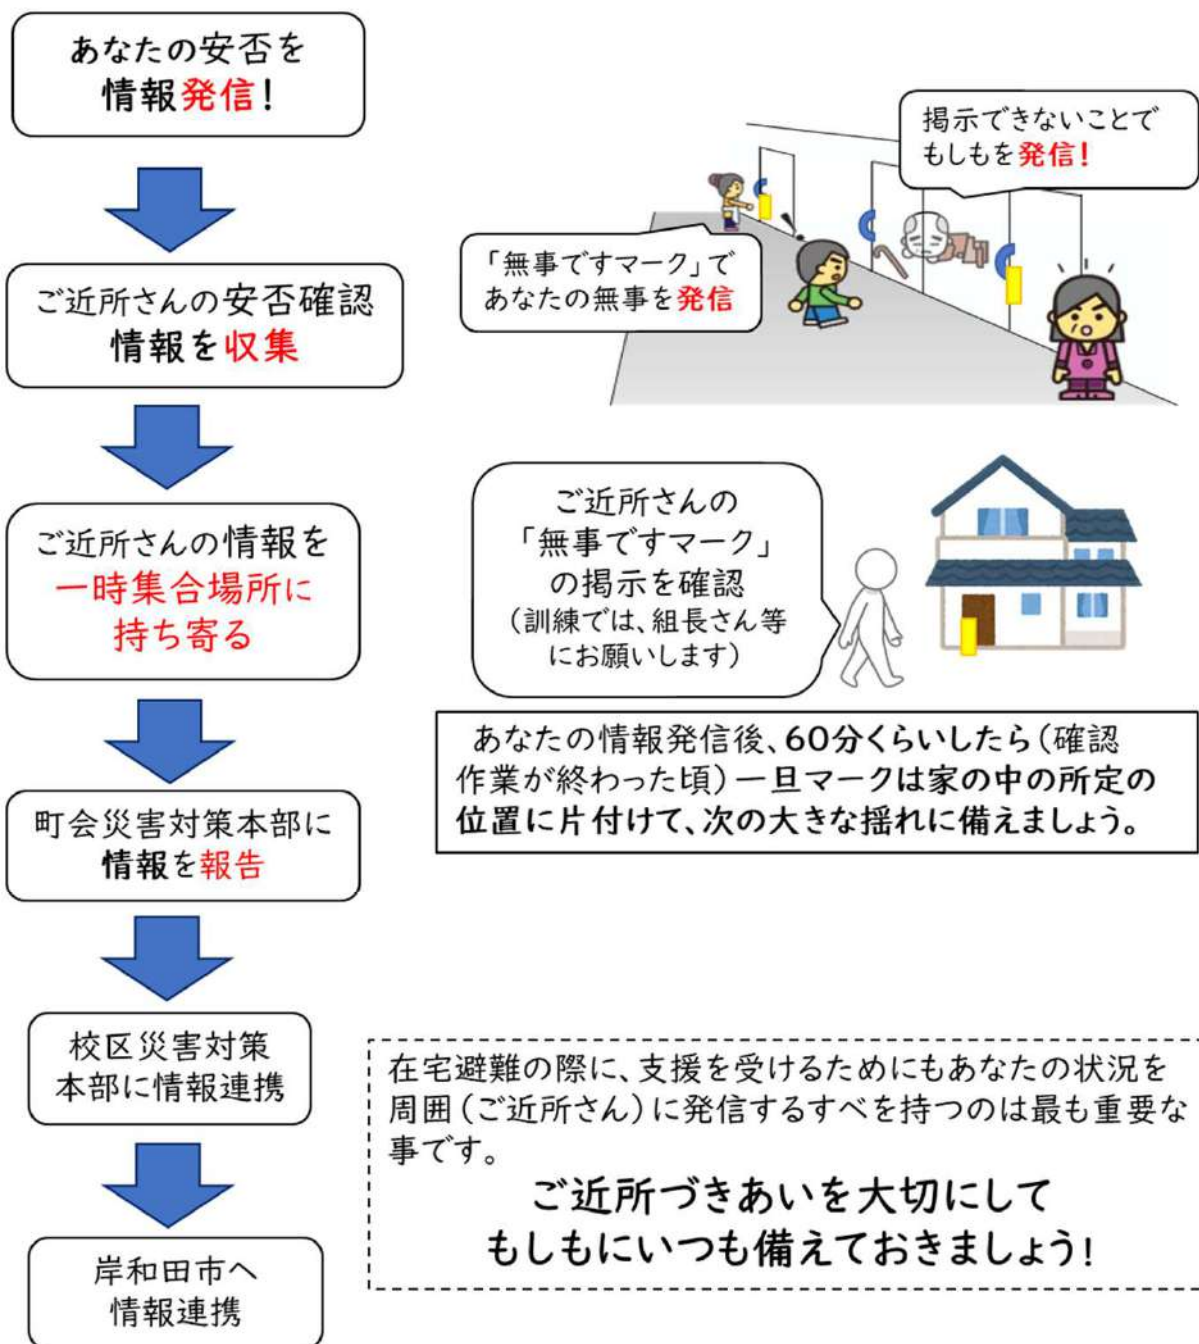 あなたの安否を
情報発信!
ご近所さんの安否確認
情報を収集
ご近所さんの情報を
一時集合場所に
持ち寄る
町会災害対策本部に
情報を報告
校区災害対策
本部に情報連携
岸和田市へ
情報連携
掲示できないことで
もしもを発信!
「無事ですマーク」で
あなたの無事を発信
ご近所さんの
「無事ですマーク」
の掲示を確認
(訓練では、組長さん等
にお願いします)
あなたの情報発信後、60分くらいしたら(確認
作業が終わった頃)一旦マークは家の中の所定の
位置に片付けて、次の大きな揺れに備えましょう。
在宅避難の際に、支援を受けるためにもあなたの状況を
周囲(ご近所さん)に発信するすべを持つのは最も重要な
事です。
ご近所づきあいを大切にして
もしもにいつも備えておきましょう!